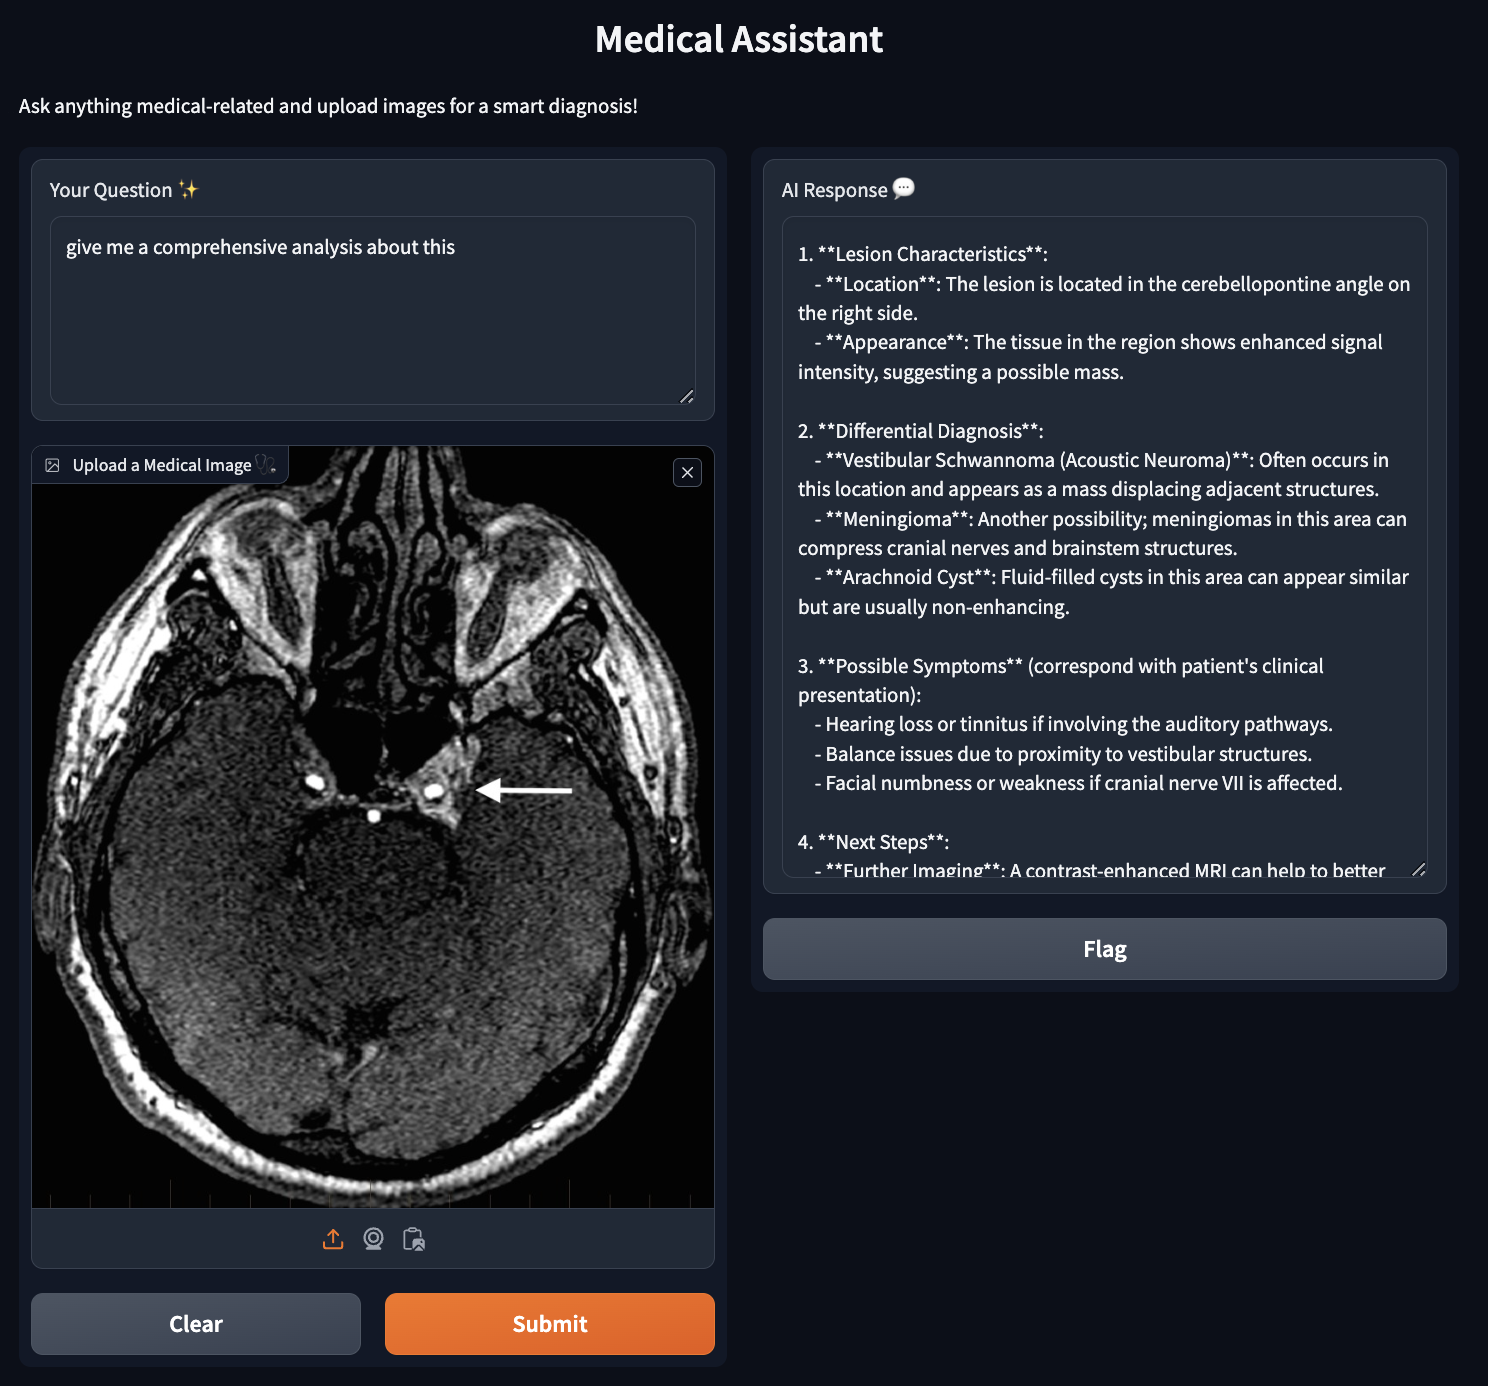 Medical Assistant
Ask anything medical-related and upload images for a smart diagnosis!
Your Question ✨
give me a comprehensive analysis about this
Upload a Medical Image 🩺
Clear
Submit
AI Response 💬
1. **Lesion Characteristics**:
- **Location**: The lesion is located in the cerebellopontine angle on
the right side.
- **Appearance**: The tissue in the region shows enhanced signal
intensity, suggesting a possible mass.
2. **Differential Diagnosis**:
- **Vestibular Schwannoma (Acoustic Neuroma)**: Often occurs in
this location and appears as a mass displacing adjacent structures.
- **Meningioma**: Another possibility; meningiomas in this area can
compress cranial nerves and brainstem structures.
- **Arachnoid Cyst**: Fluid-filled cysts in this area can appear similar
but are usually non-enhancing.
3. **Possible Symptoms** (correspond with patient's clinical
presentation):
- Hearing loss or tinnitus if involving the auditory pathways.
- Balance issues due to proximity to vestibular structures.
- Facial numbness or weakness if cranial nerve VII is affected.
4. **Next Steps**:
- **Further Imaging**: A contrast-enhanced MRI can help to better
Flag